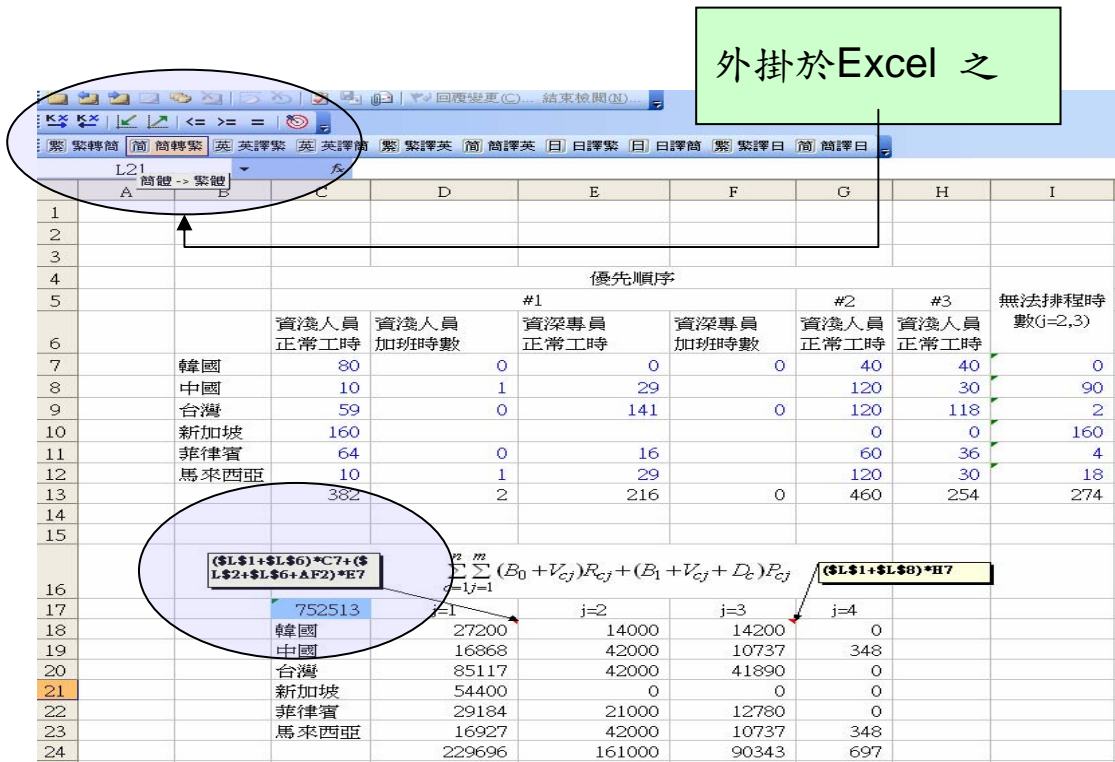 外掛於Excel 之
回覆變更(C)... 結束檢閱(N)...
<= >= =
繁 繁轉簡 簡 簡轉繁 英 英譯繁 英 英譯簡 繁 繁譯英 簡 簡譯英 日 日譯繁 日 日譯簡 繁 繁譯日 簡 簡譯日
L21 fx
簡體 -> 繁體
A B C D E F G H I
1
2
3
4 優先順序
5 #1 #2 #3 無法排程時數(j=2,3)
6 資淺人員正常工時 資淺人員加班時數 資深專員正常工時 資深專員加班時數 資淺人員正常工時 資淺人員正常工時
7 韓國 80 0 0 0 40 40 0
8 中國 10 1 29 120 30 90
9 台灣 59 0 141 0 120 118 2
10 新加坡 160 0 0 160
11 菲律賓 64 0 16 60 36 4
12 馬來西亞 10 1 29 120 30 18
13 382 2 216 0 460 254 274
14
15
($L$1+$L$6)*C7+($
L$2+$L$6+AF2)*E7
16 n m ∑ ∑ (B0 +Vcj)Rcj +(B1 +Vcj + Dc)Pcj c=1 j=1
($L$1+$L$8)*H7
17 752513 j=1 j=2 j=3 j=4
18 韓國 27200 14000 14200 0
19 中國 16868 42000 10737 348
20 台灣 85117 42000 41890 0
21 新加坡 54400 0 0 0
22 菲律賓 29184 21000 12780 0
23 馬來西亞 16927 42000 10737 348
24 229696 161000 90343 697